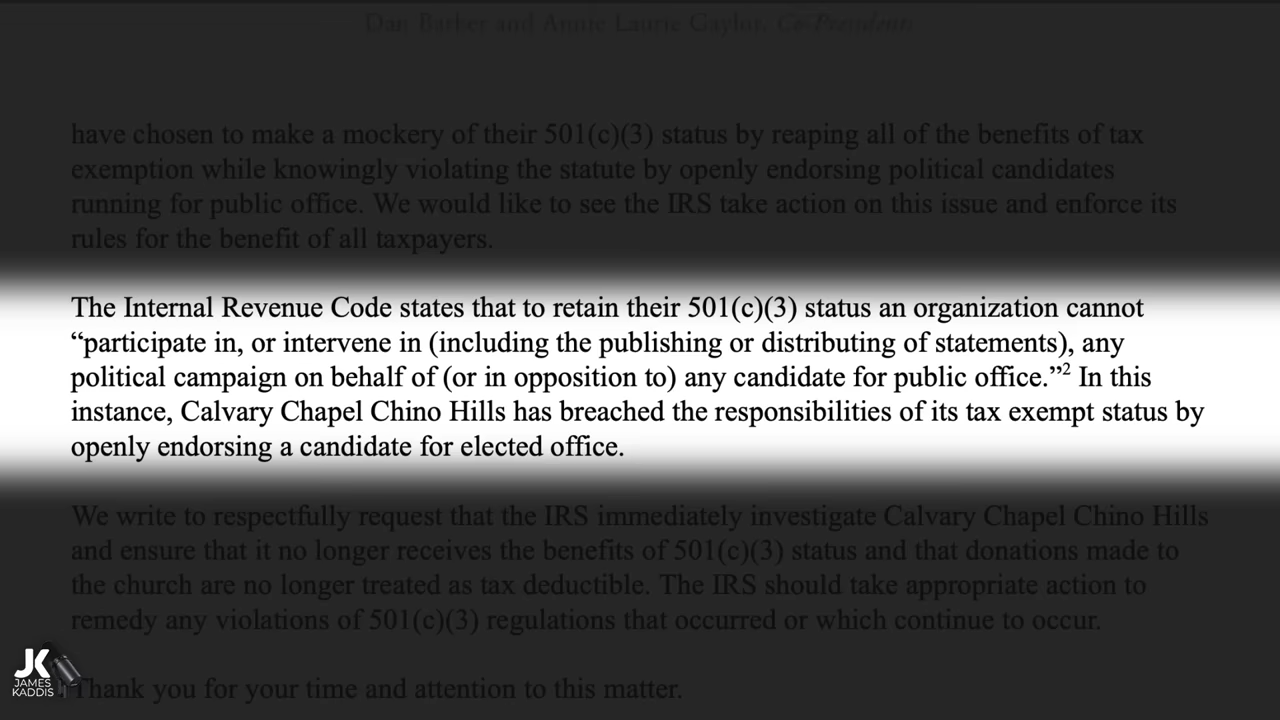 Dan Barker and Annie Laurie Gaylor, Co-Presidents
have chosen to make a mockery of their 501(c)(3) status by reaping all of the benefits of tax
exemption while knowingly violating the statute by openly endorsing political candidates
running for public office. We would like to see the IRS take action on this issue and enforce its
rules for the benefit of all taxpayers.
The Internal Revenue Code states that to retain their 501(c)(3) status an organization cannot
“participate in, or intervene in (including the publishing or distributing of statements), any
political campaign on behalf of (or in opposition to) any candidate for public office.”² In this
instance, Calvary Chapel Chino Hills has breached the responsibilities of its tax exempt status by
openly endorsing a candidate for elected office.
We write to respectfully request that the IRS immediately investigate Calvary Chapel Chino Hills
and ensure that it no longer receives the benefits of 501(c)(3) status and that donations made to
the church are no longer treated as tax deductible. The IRS should take appropriate action to
remedy any violations of 501(c)(3) regulations that occurred or which continue to occur.
Thank you for your time and attention to this matter.
JK
JAMES
KADDIS